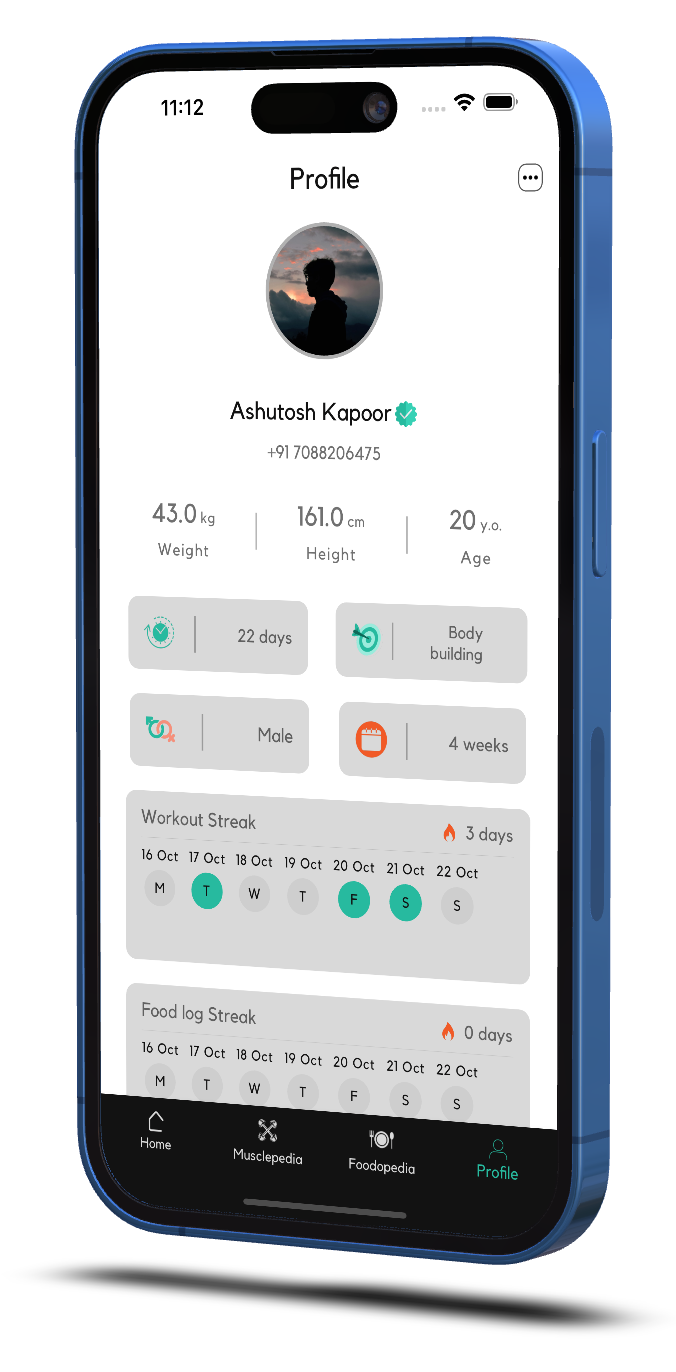 11:12
Profile
Ashutosh Kapoor
+91 7088206475
43.0 kg 161.0 cm 20 y.o.
Weight Height Age
22 days
Body
building
Male
4 weeks
Workout Streak 3 days
16 Oct 17 Oct 18 Oct 19 Oct 20 Oct 21 Oct 22 Oct
M T W T F S S
Food log Streak 0 days
16 Oct 17 Oct 18 Oct 19 Oct 20 Oct 21 Oct 22 Oct
M T W T F S S
Home Musclepedia Foodopedia Profile